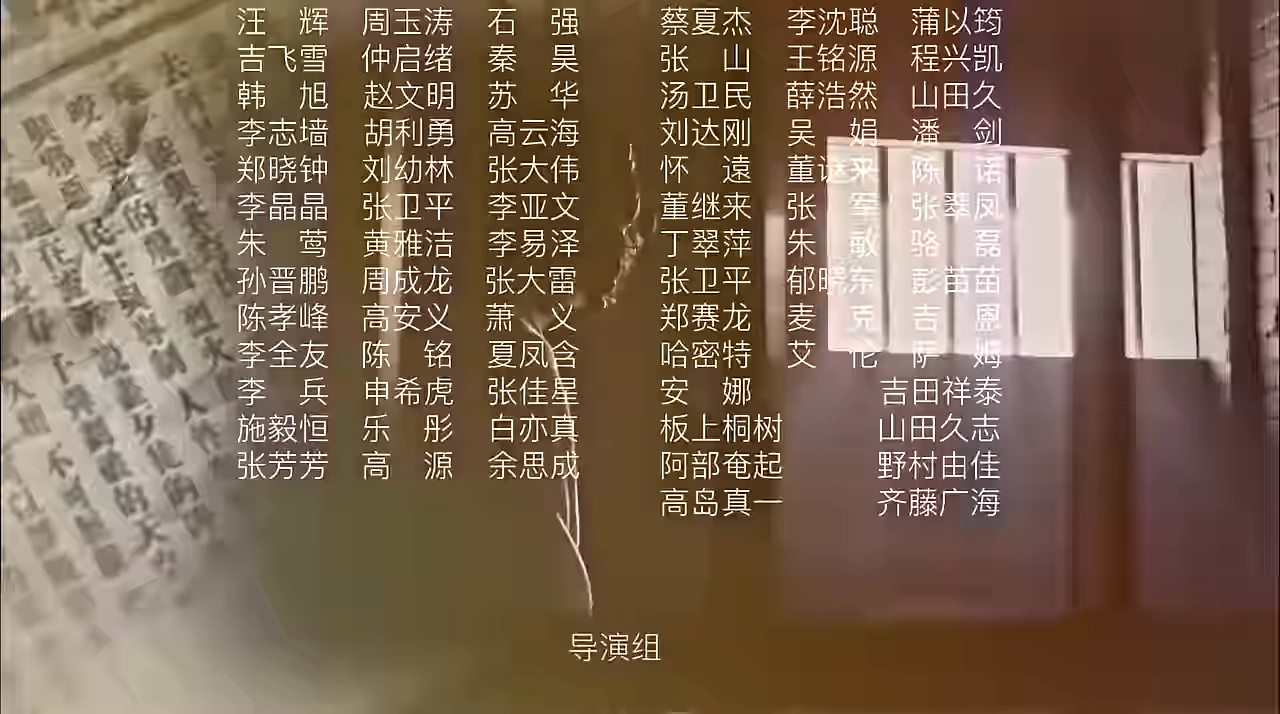 汪　辉　周玉涛　石　强　蔡夏杰　李沈聪　蒲以筠
吉飞雪　仲启绪　秦　昊　张　山　王铭源　程兴凯
韩　旭　赵文明　苏　华　汤卫民　薛浩然　山田久
李志墙　胡利勇　高云海　刘达刚　吴　娟　潘　剑
郑晓钟　刘幼林　张大伟　怀　遠　董谜来　陈　诺
李晶晶　张卫平　李亚文　董继来　张　军　张琴凤
朱　莺　黄雅洁　李易泽　丁翠萍　朱　敏　骆　磊
孙晋鹏　周成龙　张大雷　张卫平　郁晓东　彭苗苗
陈孝峰　高安义　萧　义　郑赛龙　麦　克　吉　恩
李全友　陈　铭　夏凤含　哈密特　艾　伦　萨　姆
李　兵　申希虎　张佳星　安　娜　吉田祥泰
施毅恒　乐　彤　白亦真　板上桐树　山田久志
张芳芳　高　源　余思成　阿部奄起　野村由佳
高岛真一　齐藤广海
导演组